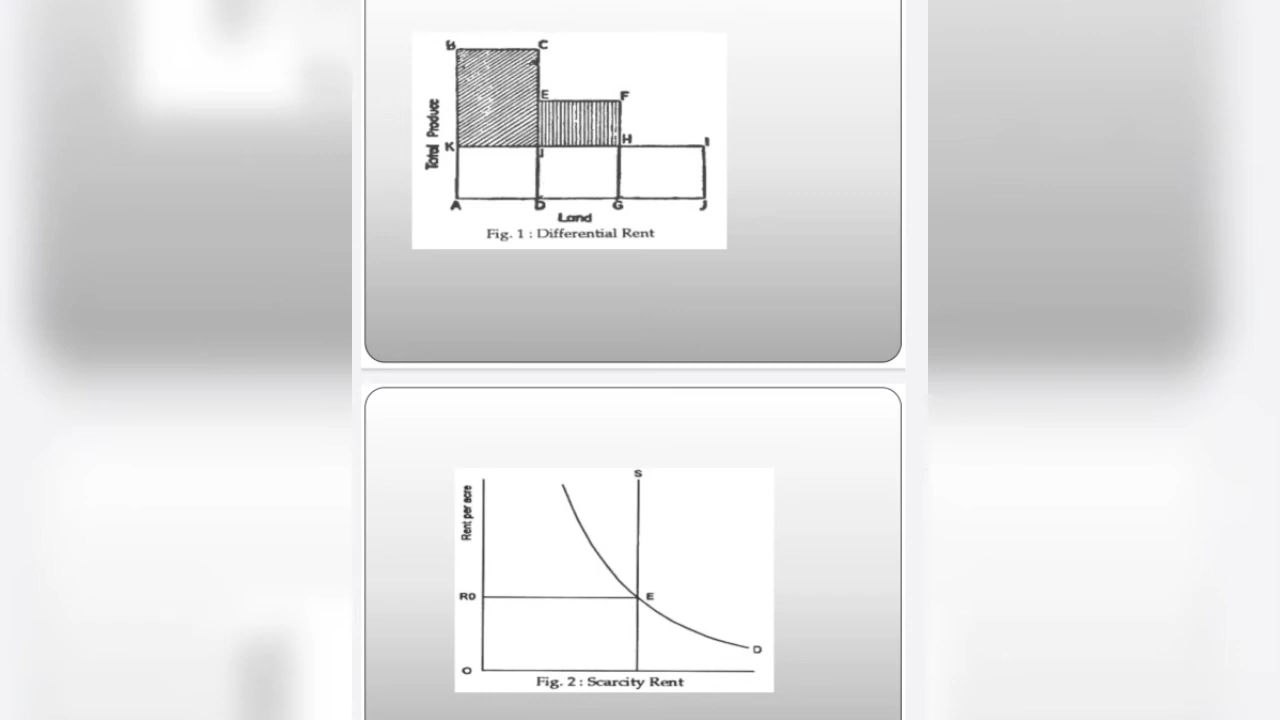 B C
E F
Total Produce
K H I
J
A D G J
Land
Fig. 1 : Differential Rent
S
Rent per acre
R0 E
D
O
Fig. 2 : Scarcity Rent